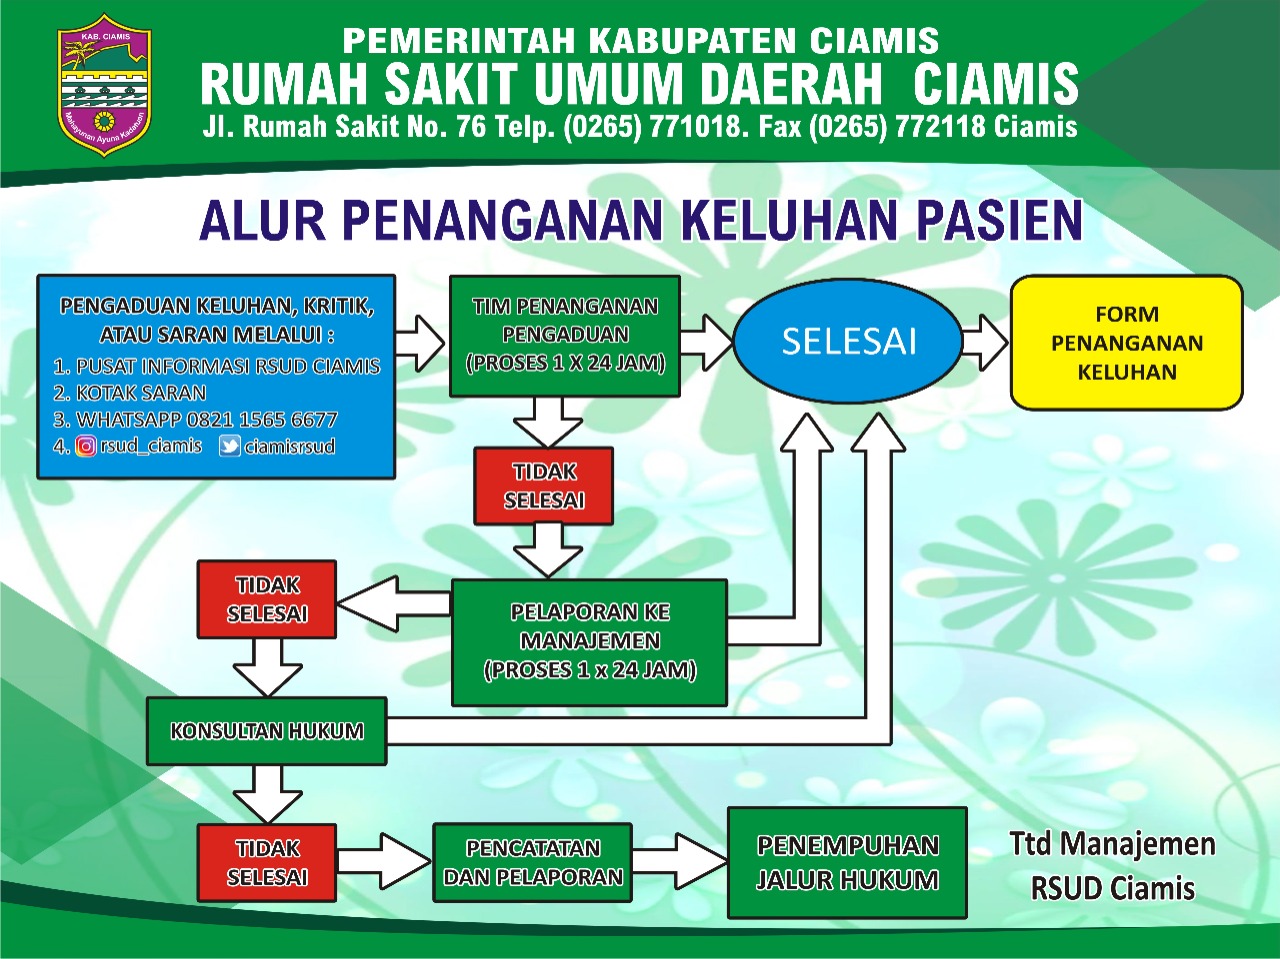 KAB. CIAMIS
Mahayunan Ayuna Kadatuan
PEMERINTAH KABUPATEN CIAMIS
RUMAH SAKIT UMUM DAERAH CIAMIS
Jl. Rumah Sakit No. 76 Telp. (0265) 771018. Fax (0265) 772118 Ciamis
ALUR PENANGANAN KELUHAN PASIEN
PENGADUAN KELUHAN, KRITIK,
ATAU SARAN MELALUI :
1. PUSAT INFORMASI RSUD CIAMIS
2. KOTAK SARAN
3. WHATSAPP 0821 1565 6677
4. rsud_ciamis ciamisrsud
TIM PENANGANAN
PENGADUAN
(PROSES 1 X 24 JAM)
SELESAI
FORM
PENANGANAN
KELUHAN
TIDAK
SELESAI
PELAPORAN KE
MANAJEMEN
(PROSES 1 x 24 JAM)
TIDAK
SELESAI
KONSULTAN HUKUM
TIDAK
SELESAI
PENCATATAN
DAN PELAPORAN
PENEMPUHAN
JALUR HUKUM
Ttd Manajemen
RSUD Ciamis